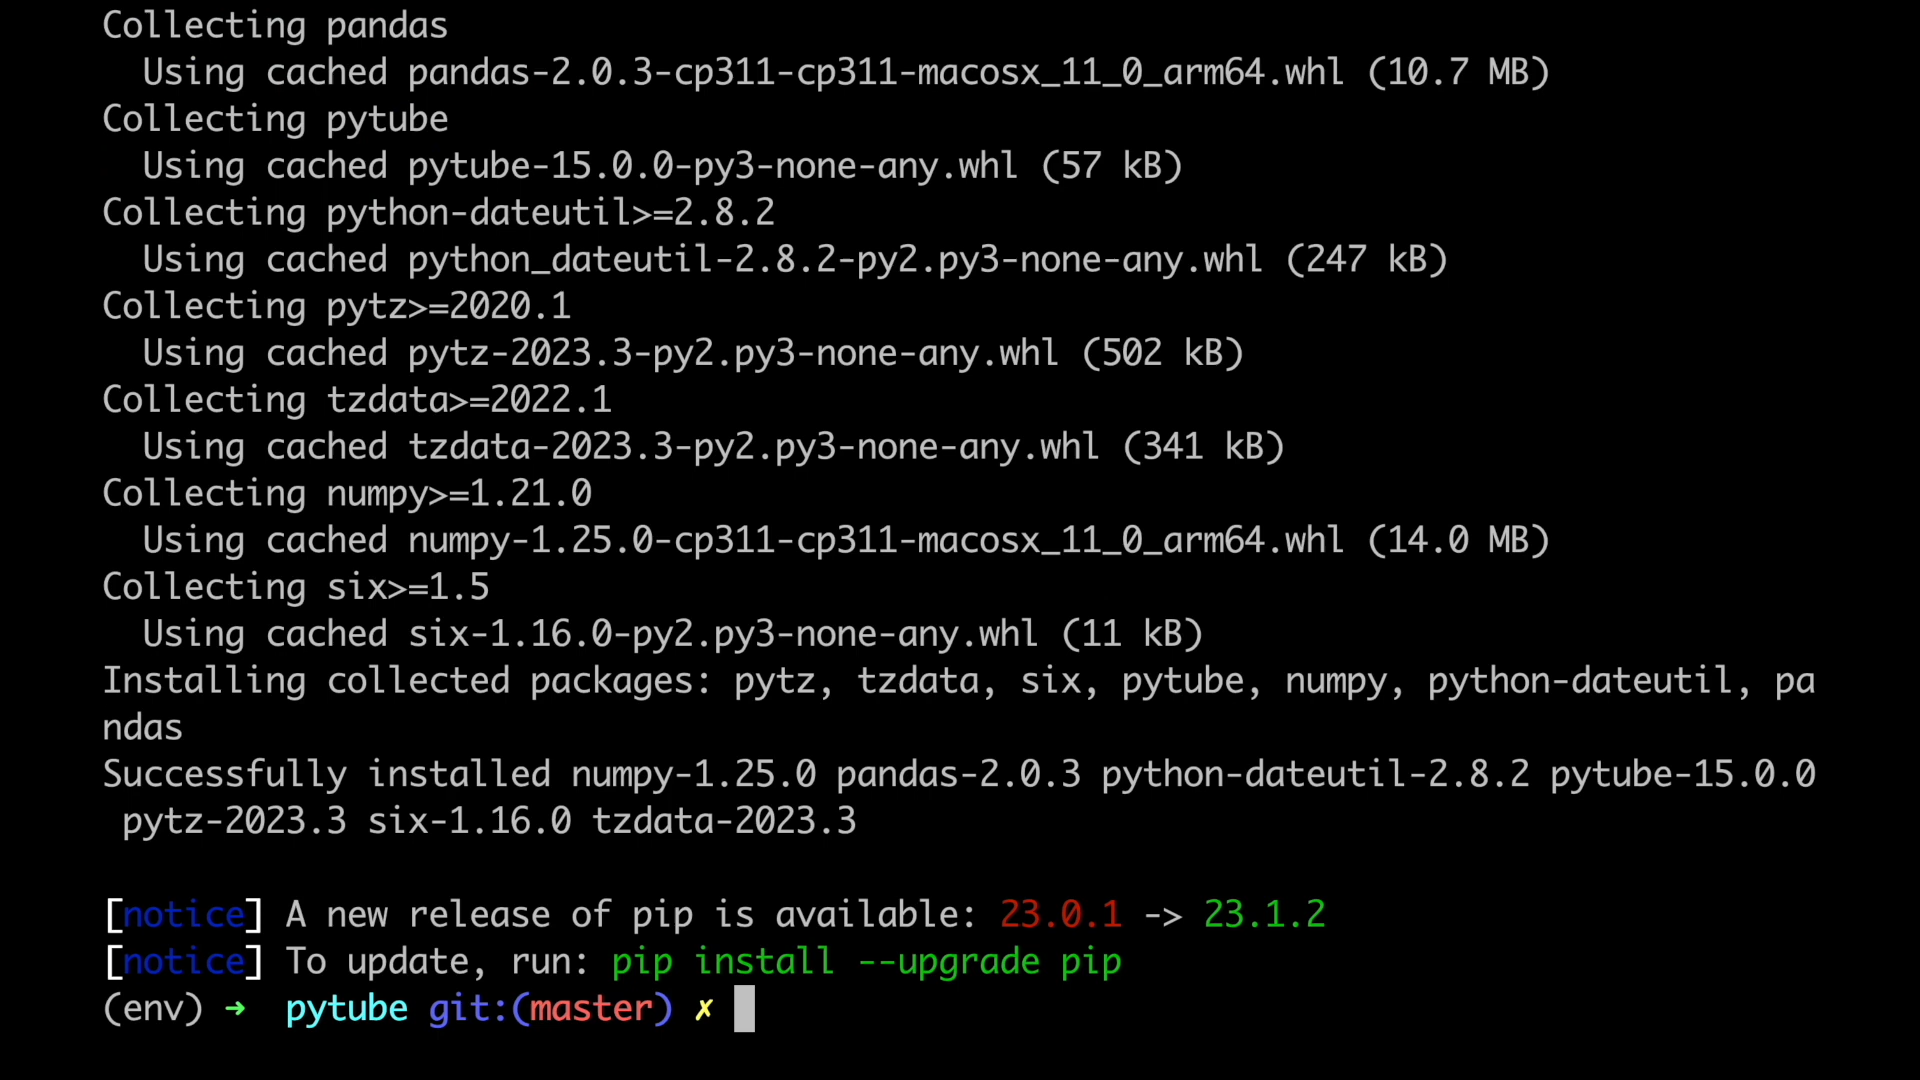 Collecting pandas
  Using cached pandas-2.0.3-cp311-cp311-macosx_11_0_arm64.whl (10.7 MB)
Collecting pytube
  Using cached pytube-15.0.0-py3-none-any.whl (57 kB)
Collecting python-dateutil>=2.8.2
  Using cached python_dateutil-2.8.2-py2.py3-none-any.whl (247 kB)
Collecting pytz>=2020.1
  Using cached pytz-2023.3-py2.py3-none-any.whl (502 kB)
Collecting tzdata>=2022.1
  Using cached tzdata-2023.3-py2.py3-none-any.whl (341 kB)
Collecting numpy>=1.21.0
  Using cached numpy-1.25.0-cp311-cp311-macosx_11_0_arm64.whl (14.0 MB)
Collecting six>=1.5
  Using cached six-1.16.0-py2.py3-none-any.whl (11 kB)
Installing collected packages: pytz, tzdata, six, pytube, numpy, python-dateutil, pa
ndas
Successfully installed numpy-1.25.0 pandas-2.0.3 python-dateutil-2.8.2 pytube-15.0.0
 pytz-2023.3 six-1.16.0 tzdata-2023.3

[notice] A new release of pip is available: 23.0.1 -> 23.1.2
[notice] To update, run: pip install --upgrade pip
(env) ➜  pytube git:(master) ✗